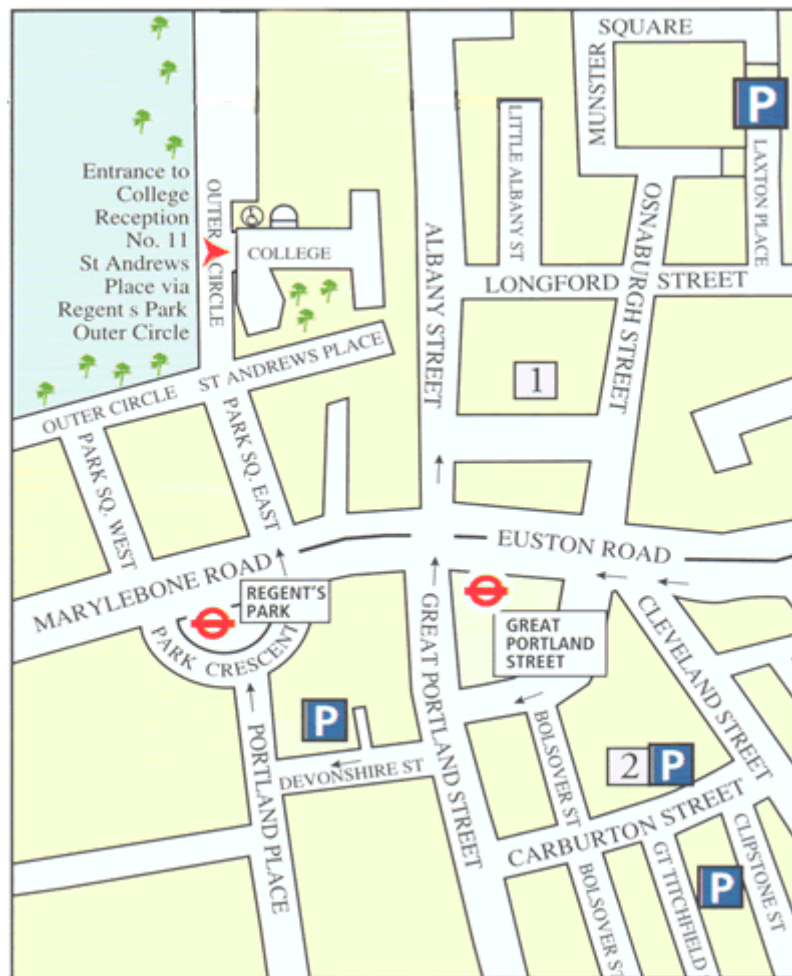 SQUARE
MUNSTER
P
LAXTON PLACE
LITTLE ALBANY ST
Entrance to
College
Reception
No. 11
St Andrews
Place via
Regent s Park
Outer Circle
OUTER CIRCLE
COLLEGE
ALBANY STREET
OSNABURGH STREET
LONGFORD STREET
OUTER CIRCLE
ST ANDREWS PLACE
1
PARK SQ. WEST
PARK SQ. EAST
EUSTON ROAD
MARYLEBONE ROAD
REGENT'S
PARK
PARK CRESCENT
GREAT PORTLAND STREET
GREAT
PORTLAND
STREET
CLEVELAND STREET
P
PORTLAND PLACE
DEVONSHIRE ST
BOLSOVER ST
2
P
CARBURTON STREET
BOLSOVER ST
GT TITCHFIELD
P
CLIPSTONE ST